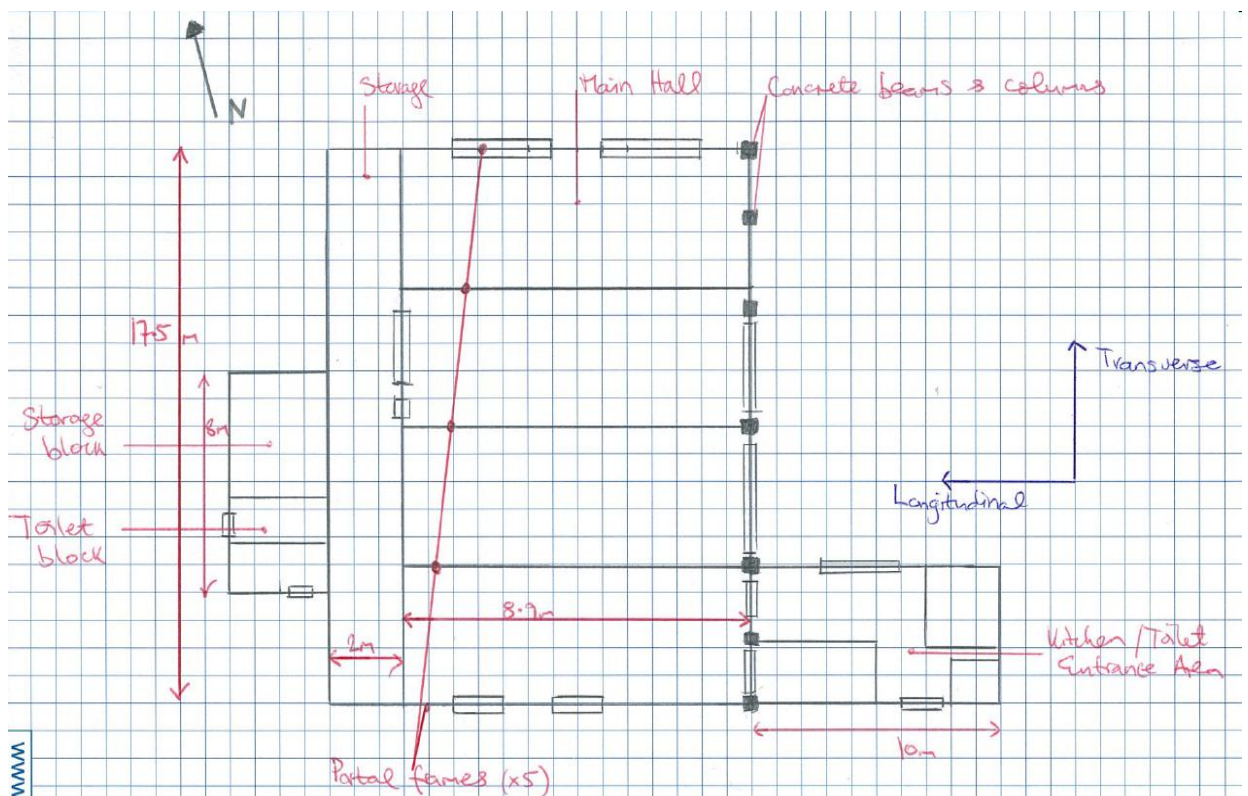 N
Storage
Main Hall
Concrete beams & columns
17.5 m
Transverse
Storage
block
8m
Longitudinal
Toilet
block
8.9m
2m
Kitchen/Toilet
Entrance Area
10m
Portal frames (x5)